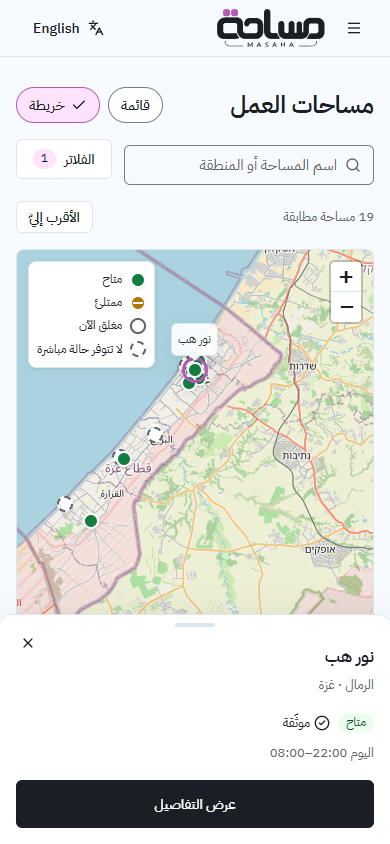 مساحة
MASAHA
English
مساحات العمل
قائمة
خريطة
اسم المساحة أو المنطقة
الفلاتر 1
19 مساحة مطابقة
الأقرب إليّ
+
−
متاح
ممتلئ
مغلق الآن
لا تتوفر حالة مباشرة
نور هب
שדרות
נתיבות
קטاع غزة
القرارة
אופקים
نور هب
الرمال · غزة
متاح
موثّقة
اليوم 08:00–22:00
عرض التفاصيل